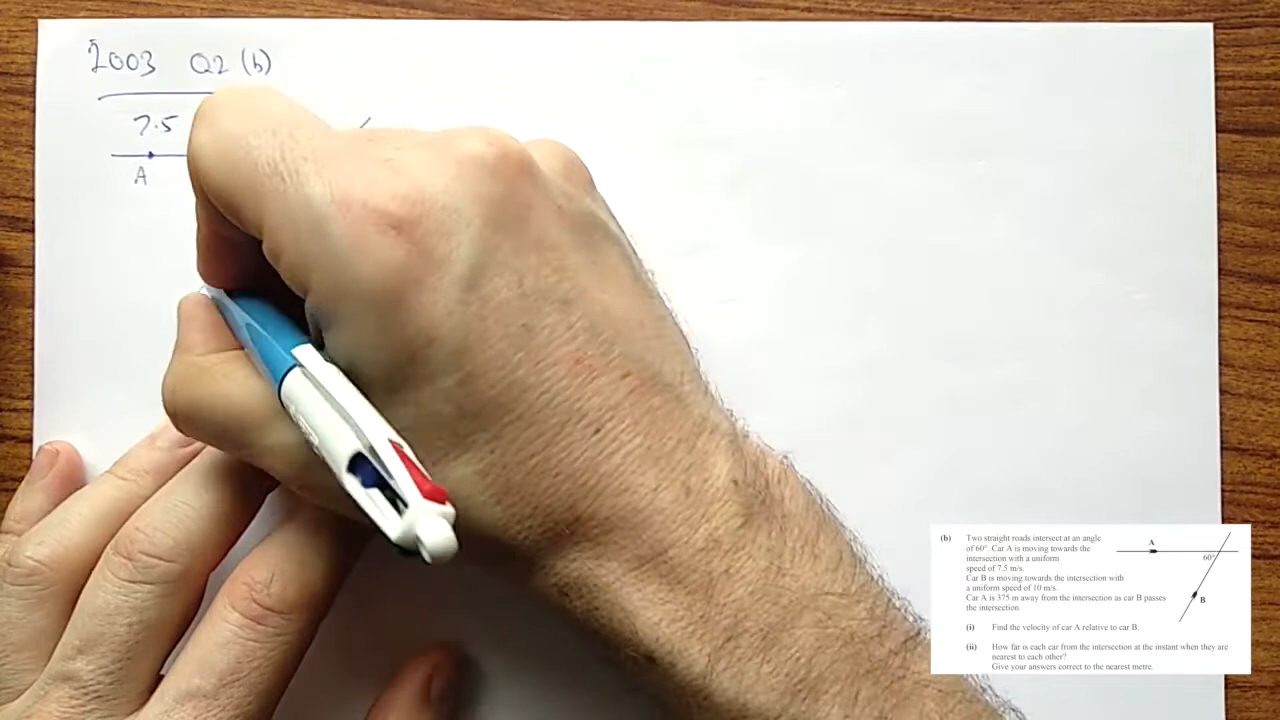 2003 Q2 (b)
7.5
A
(b) Two straight roads intersect at an angle
of 60°. Car A is moving towards the
intersection with a uniform
speed of 7.5 m/s.
Car B is moving towards the intersection with
a uniform speed of 10 m/s.
Car A is 375 m away from the intersection as car B passes
the intersection.
A
60°
B
(i) Find the velocity of car A relative to car B.
(ii) How far is each car from the intersection at the instant when they are
nearest to each other?
Give your answers correct to the nearest metre.